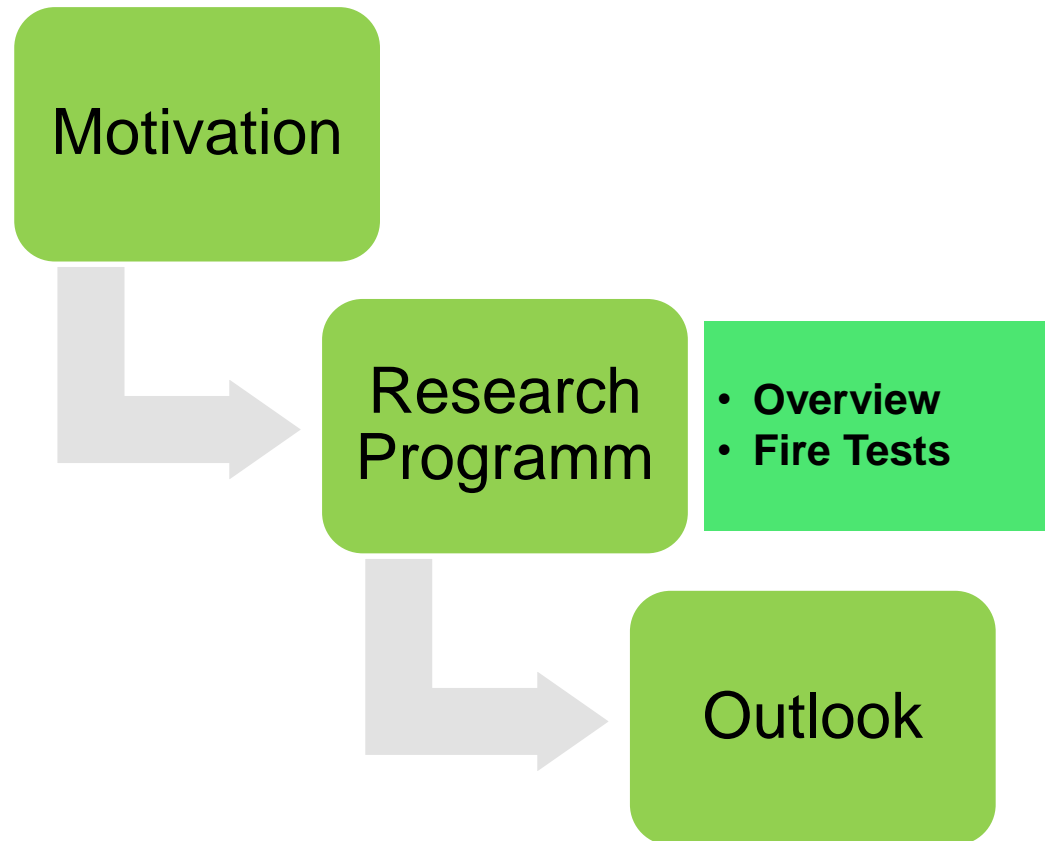 Motivation
Research
Programm
• Overview
• Fire Tests
Outlook